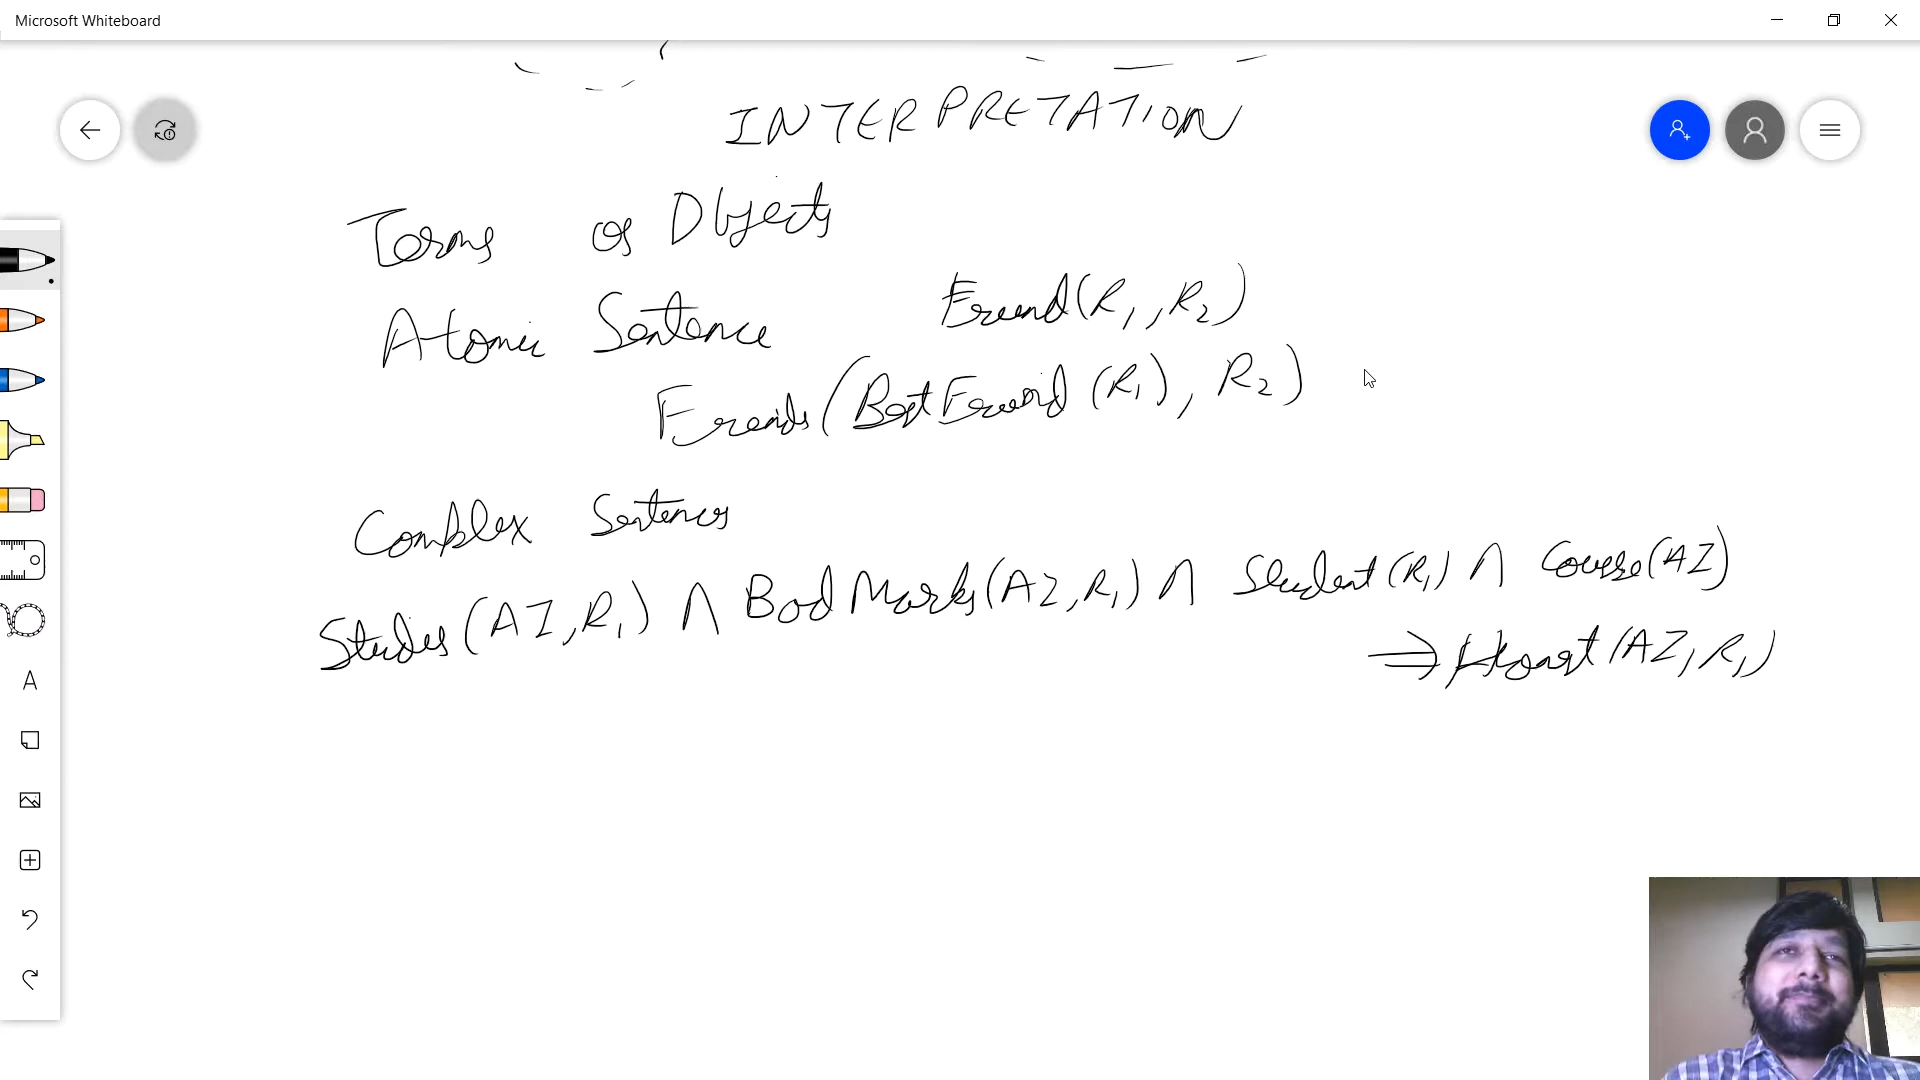 Microsoft Whiteboard
INTERPRETATION
Terms or Objects
Atomic Sentence Friend(R1, R2)
Friends(BestFriend(R1), R2)
Complex Sentences
Studies(AI, R1) ∧ BadMarks(AI, R1) ∧ Student(R1) ∧ Course(AI)
⇒ (AI, R1)
A